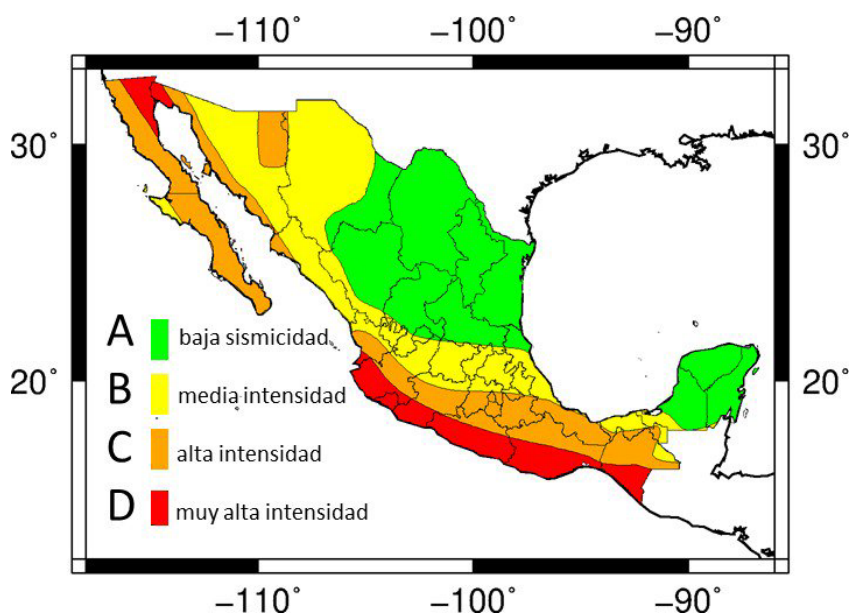 −110˚ −100˚ −90˚
30˚ 30˚
A baja sismicidad
20˚ 20˚
B media intensidad
C alta intensidad
D muy alta intensidad
−110˚ −100˚ −90˚